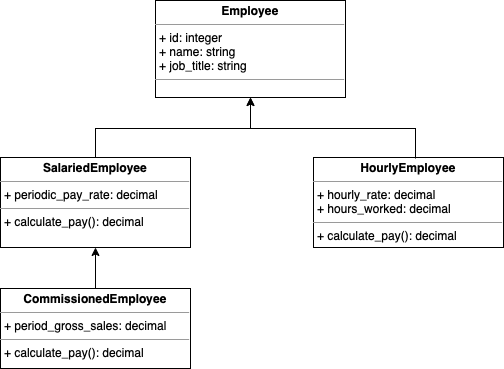 Employee
+ id: integer
+ name: string
+ job_title: string
SalariedEmployee
+ periodic_pay_rate: decimal
+ calculate_pay(): decimal
HourlyEmployee
+ hourly_rate: decimal
+ hours_worked: decimal
+ calculate_pay(): decimal
CommissionedEmployee
+ period_gross_sales: decimal
+ calculate_pay(): decimal